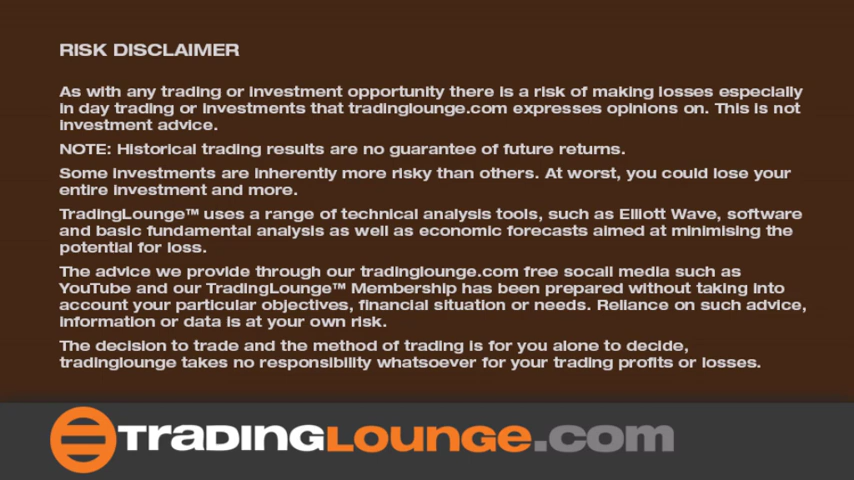 RISK DISCLAIMER
As with any trading or investment opportunity there is a risk of making losses especially
in day trading or investments that tradinglounge.com expresses opinions on. This is not
investment advice.
NOTE: Historical trading results are no guarantee of future returns.
Some investments are inherently more risky than others. At worst, you could lose your
entire investment and more.
TradingLounge™ uses a range of technical analysis tools, such as Elliott Wave, software
and basic fundamental analysis as well as economic forecasts aimed at minimising the
potential for loss.
The advice we provide through our tradinglounge.com free socail media such as
YouTube and our TradingLounge™ Membership has been prepared without taking into
account your particular objectives, financial situation or needs. Reliance on such advice,
information or data is at your own risk.
The decision to trade and the method of trading is for you alone to decide,
tradinglounge takes no responsibility whatsoever for your trading profits or losses.
TradingLounge.com